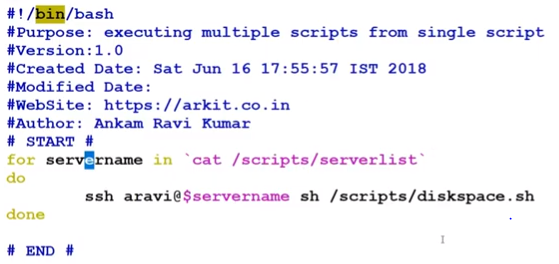 #!/bin/bash
#Purpose: executing multiple scripts from single script
#Version:1.0
#Created Date: Sat Jun 16 17:55:57 IST 2018
#Modified Date:
#WebSite: https://arkit.co.in
#Author: Ankam Ravi Kumar
# START #
for servername in `cat /scripts/serverlist`
do
        ssh aravi@$servername sh /scripts/diskspace.sh
done

# END #